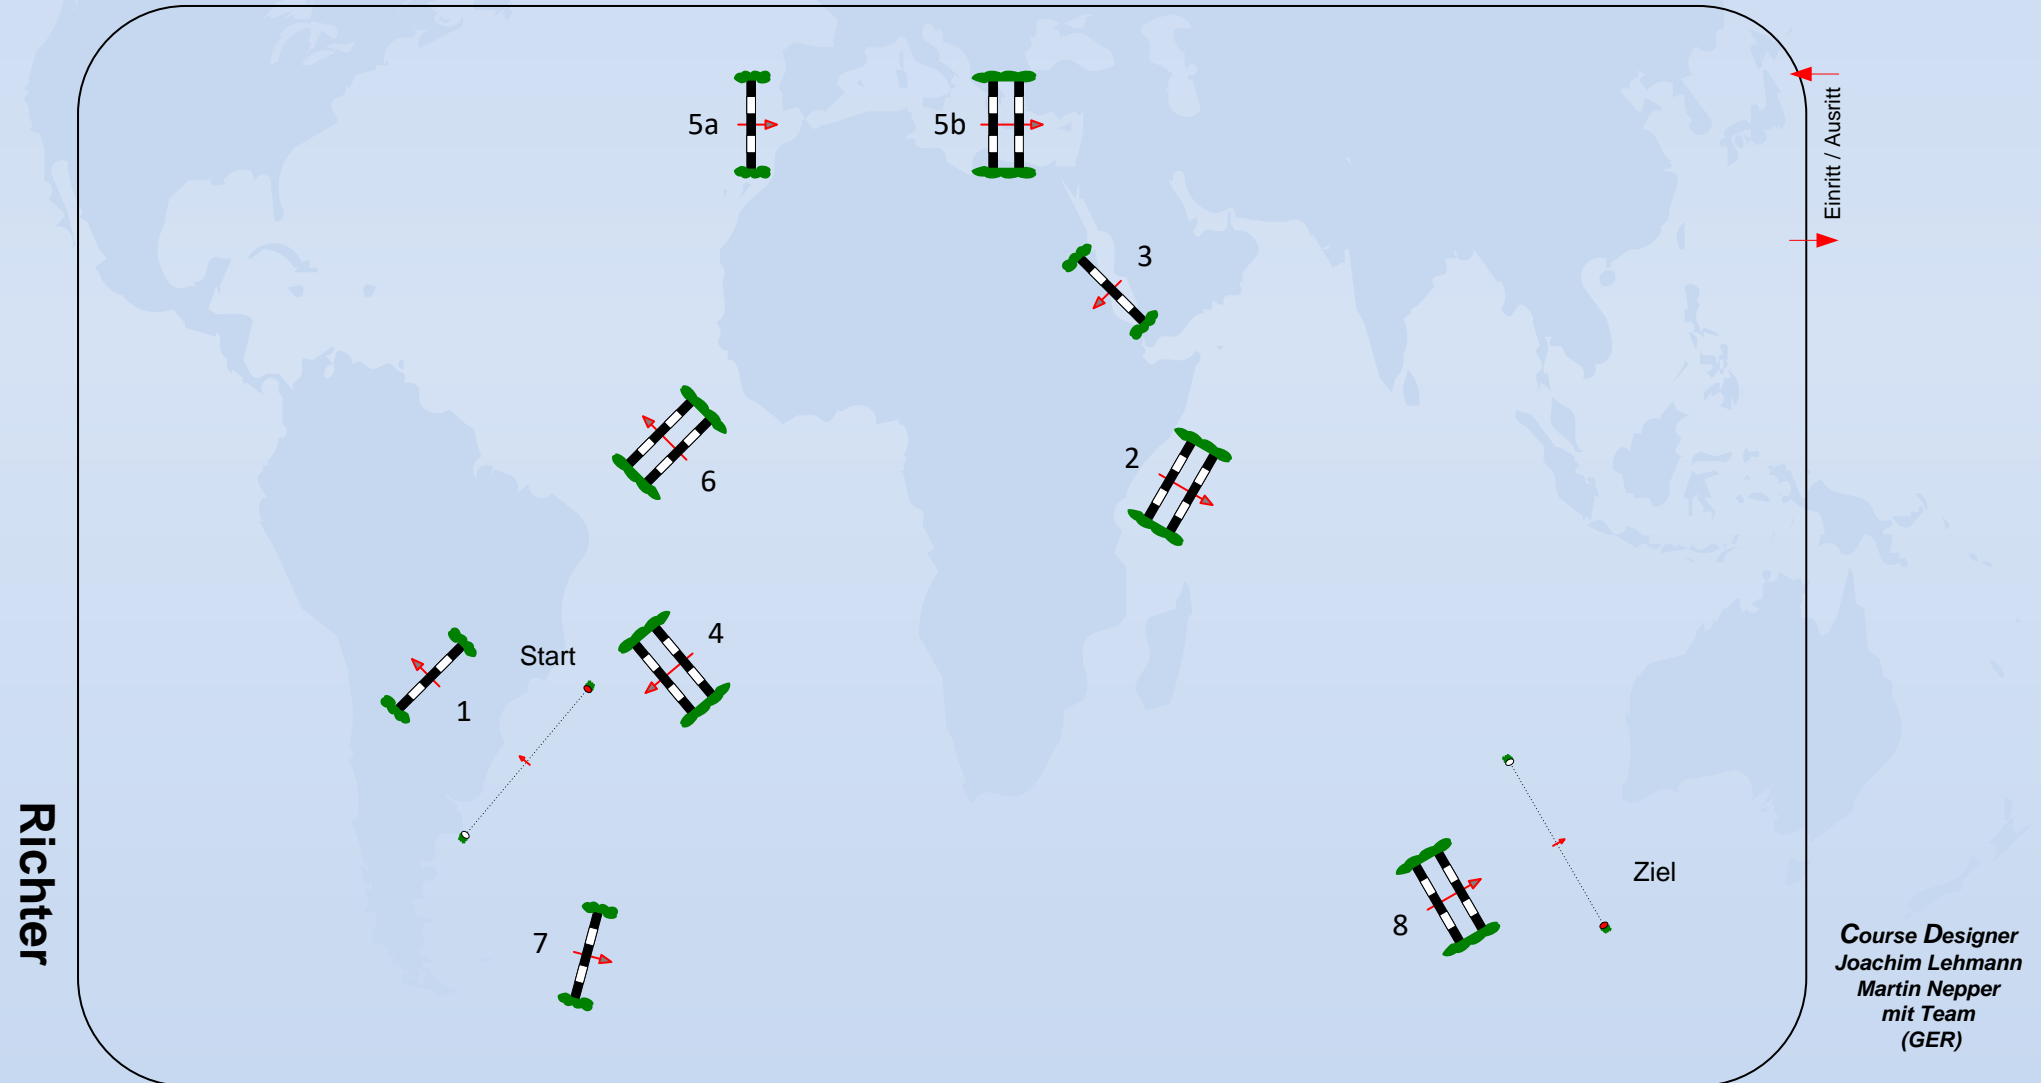 5a
5b
Einritt / Ausritt
3
2
6
4
Start
1
Richter
7
8
Ziel
Course Designer
Joachim Lehmann
Martin Nepper
mit Team
(GER)